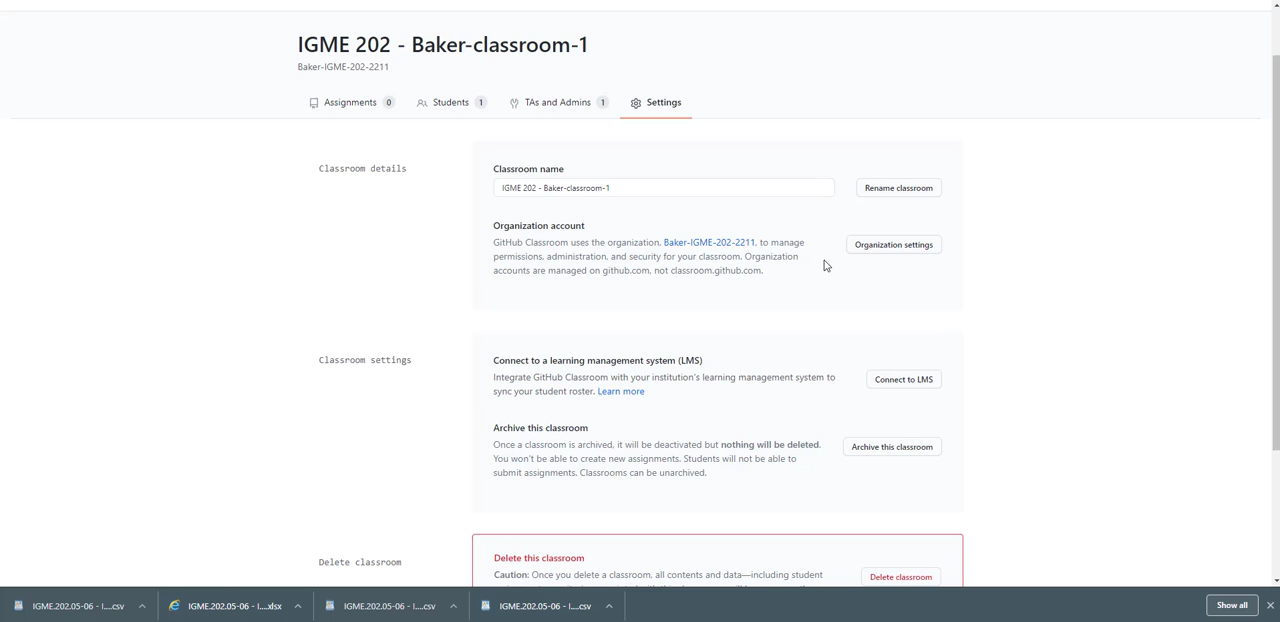 IGME 202 - Baker-classroom-1
Baker-IGME-202-2211
Assignments 0 Students 1 TAs and Admins 1 Settings
Classroom details
Classroom name
IGME 202 - Baker-classroom-1 Rename classroom
Organization account
GitHub Classroom uses the organization, Baker-IGME-202-2211, to manage
permissions, administration, and security for your classroom. Organization
accounts are managed on github.com, not classroom.github.com.
Organization settings
Classroom settings
Connect to a learning management system (LMS)
Integrate GitHub Classroom with your institution's learning management system to
sync your student roster. Learn more
Connect to LMS
Archive this classroom
Once a classroom is archived, it will be deactivated but nothing will be deleted.
You won't be able to create new assignments. Students will not be able to
submit assignments. Classrooms can be unarchived.
Archive this classroom
Delete classroom
Delete this classroom
Caution: Once you delete a classroom, all contents and data—including student
Delete classroom
IGME.202.05-06 - I....csv IGME.202.05-06 - I....xlsx IGME.202.05-06 - I....csv IGME.202.05-06 - I....csv Show all